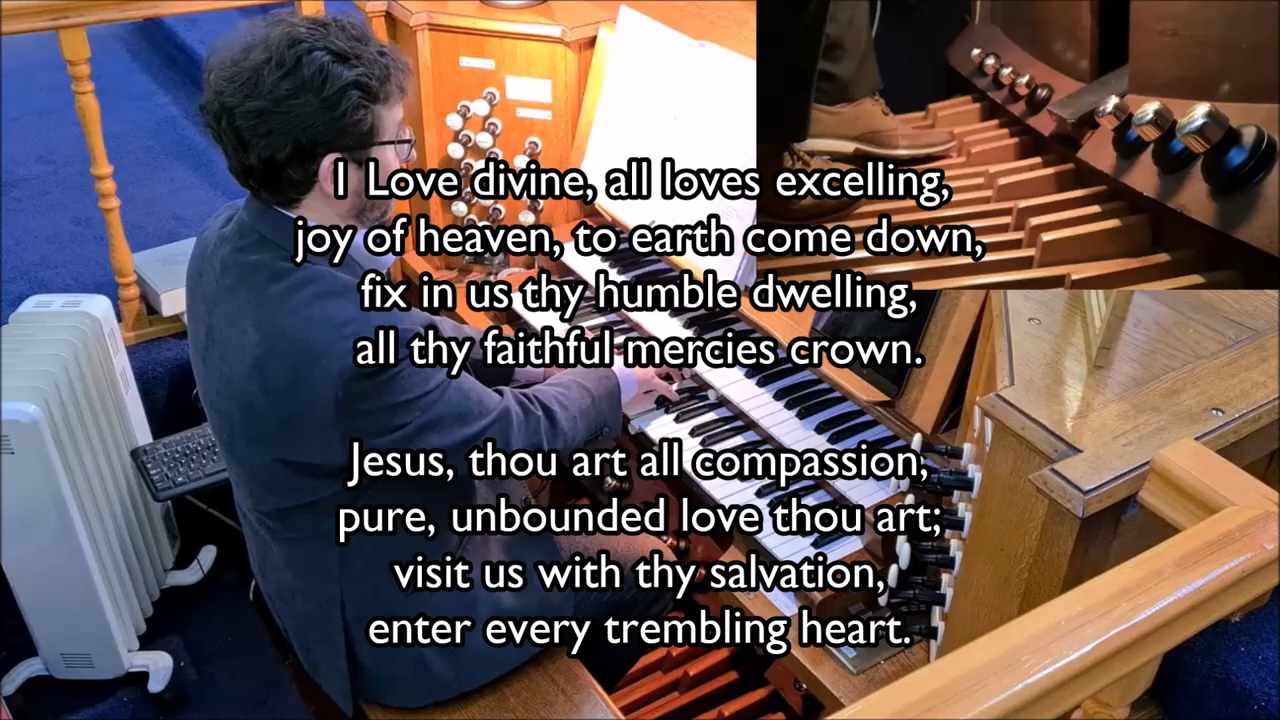 1 Love divine, all loves excelling,
joy of heaven, to earth come down,
fix in us thy humble dwelling,
all thy faithful mercies crown.
Jesus, thou art all compassion,
pure, unbounded love thou art;
visit us with thy salvation,
enter every trembling heart.